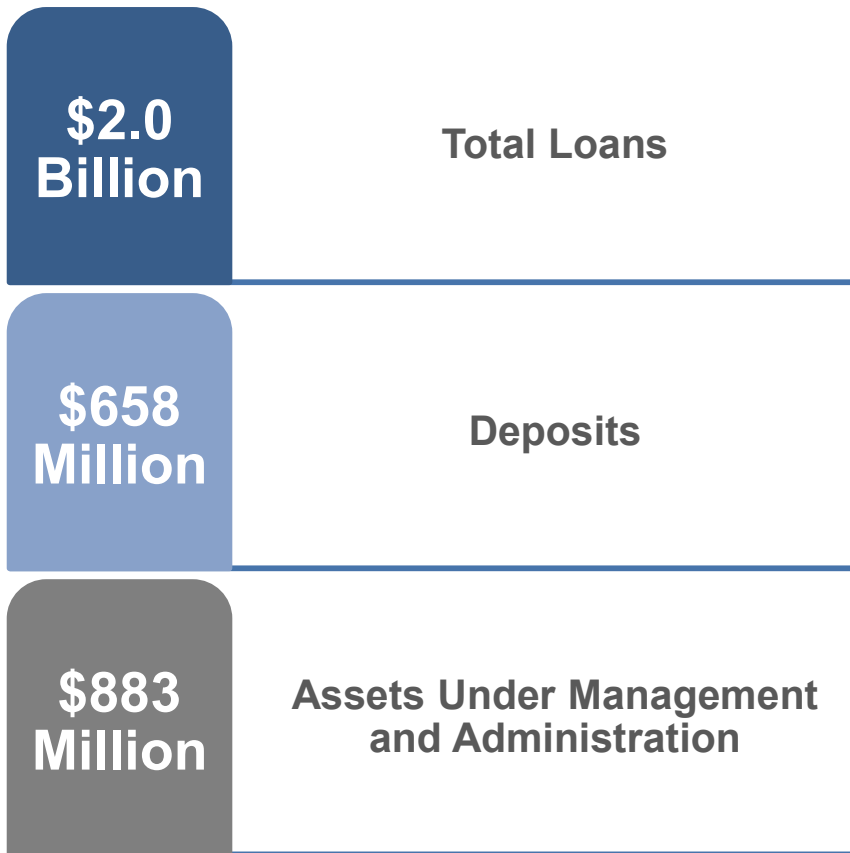 $2.0
Billion
Total Loans
$658
Million
Deposits
$883
Million
Assets Under Management
and Administration